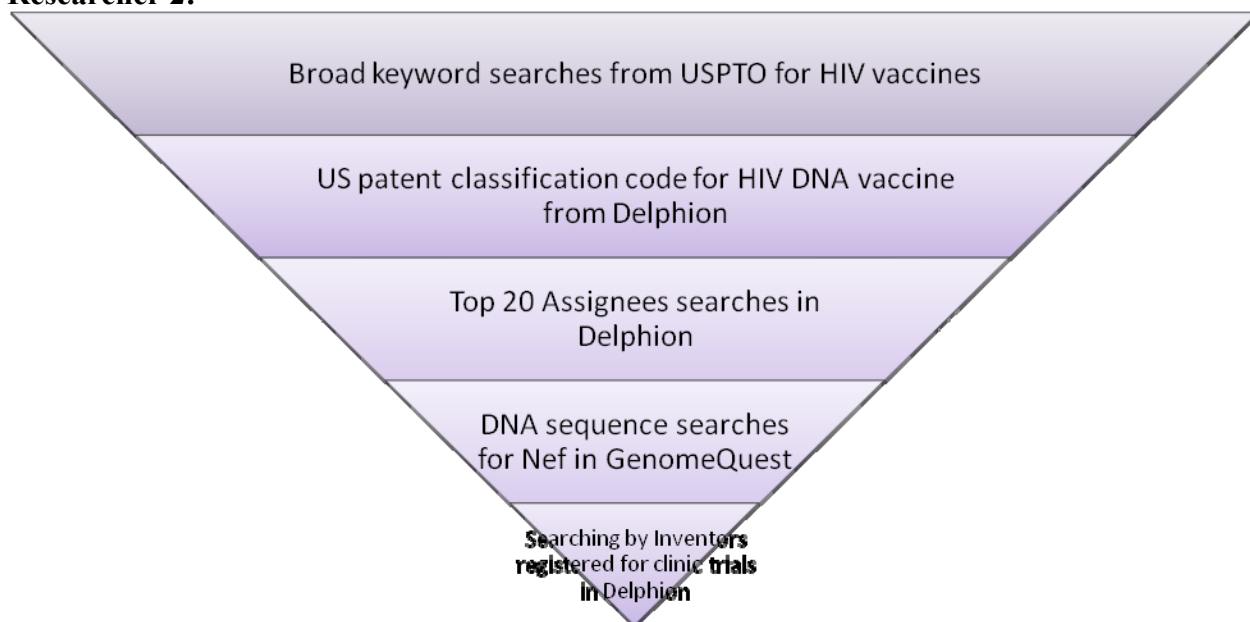 Researcher 2:
Broad keyword searches from USPTO for HIV vaccines
US patent classification code for HIV DNA vaccine
from Delphion
Top 20 Assignees searches in
Delphion
DNA sequence searches
for Nef in GenomeQuest
Searching by Inventors
registered for clinic trials
in Delphion